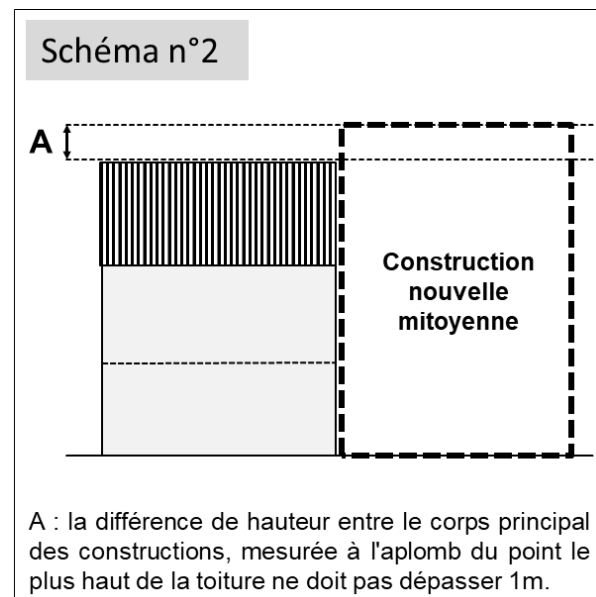 Schéma n°2
A
Construction
nouvelle
mitoyenne
A : la différence de hauteur entre le corps principal
des constructions, mesurée à l'aplomb du point le
plus haut de la toiture ne doit pas dépasser 1m.